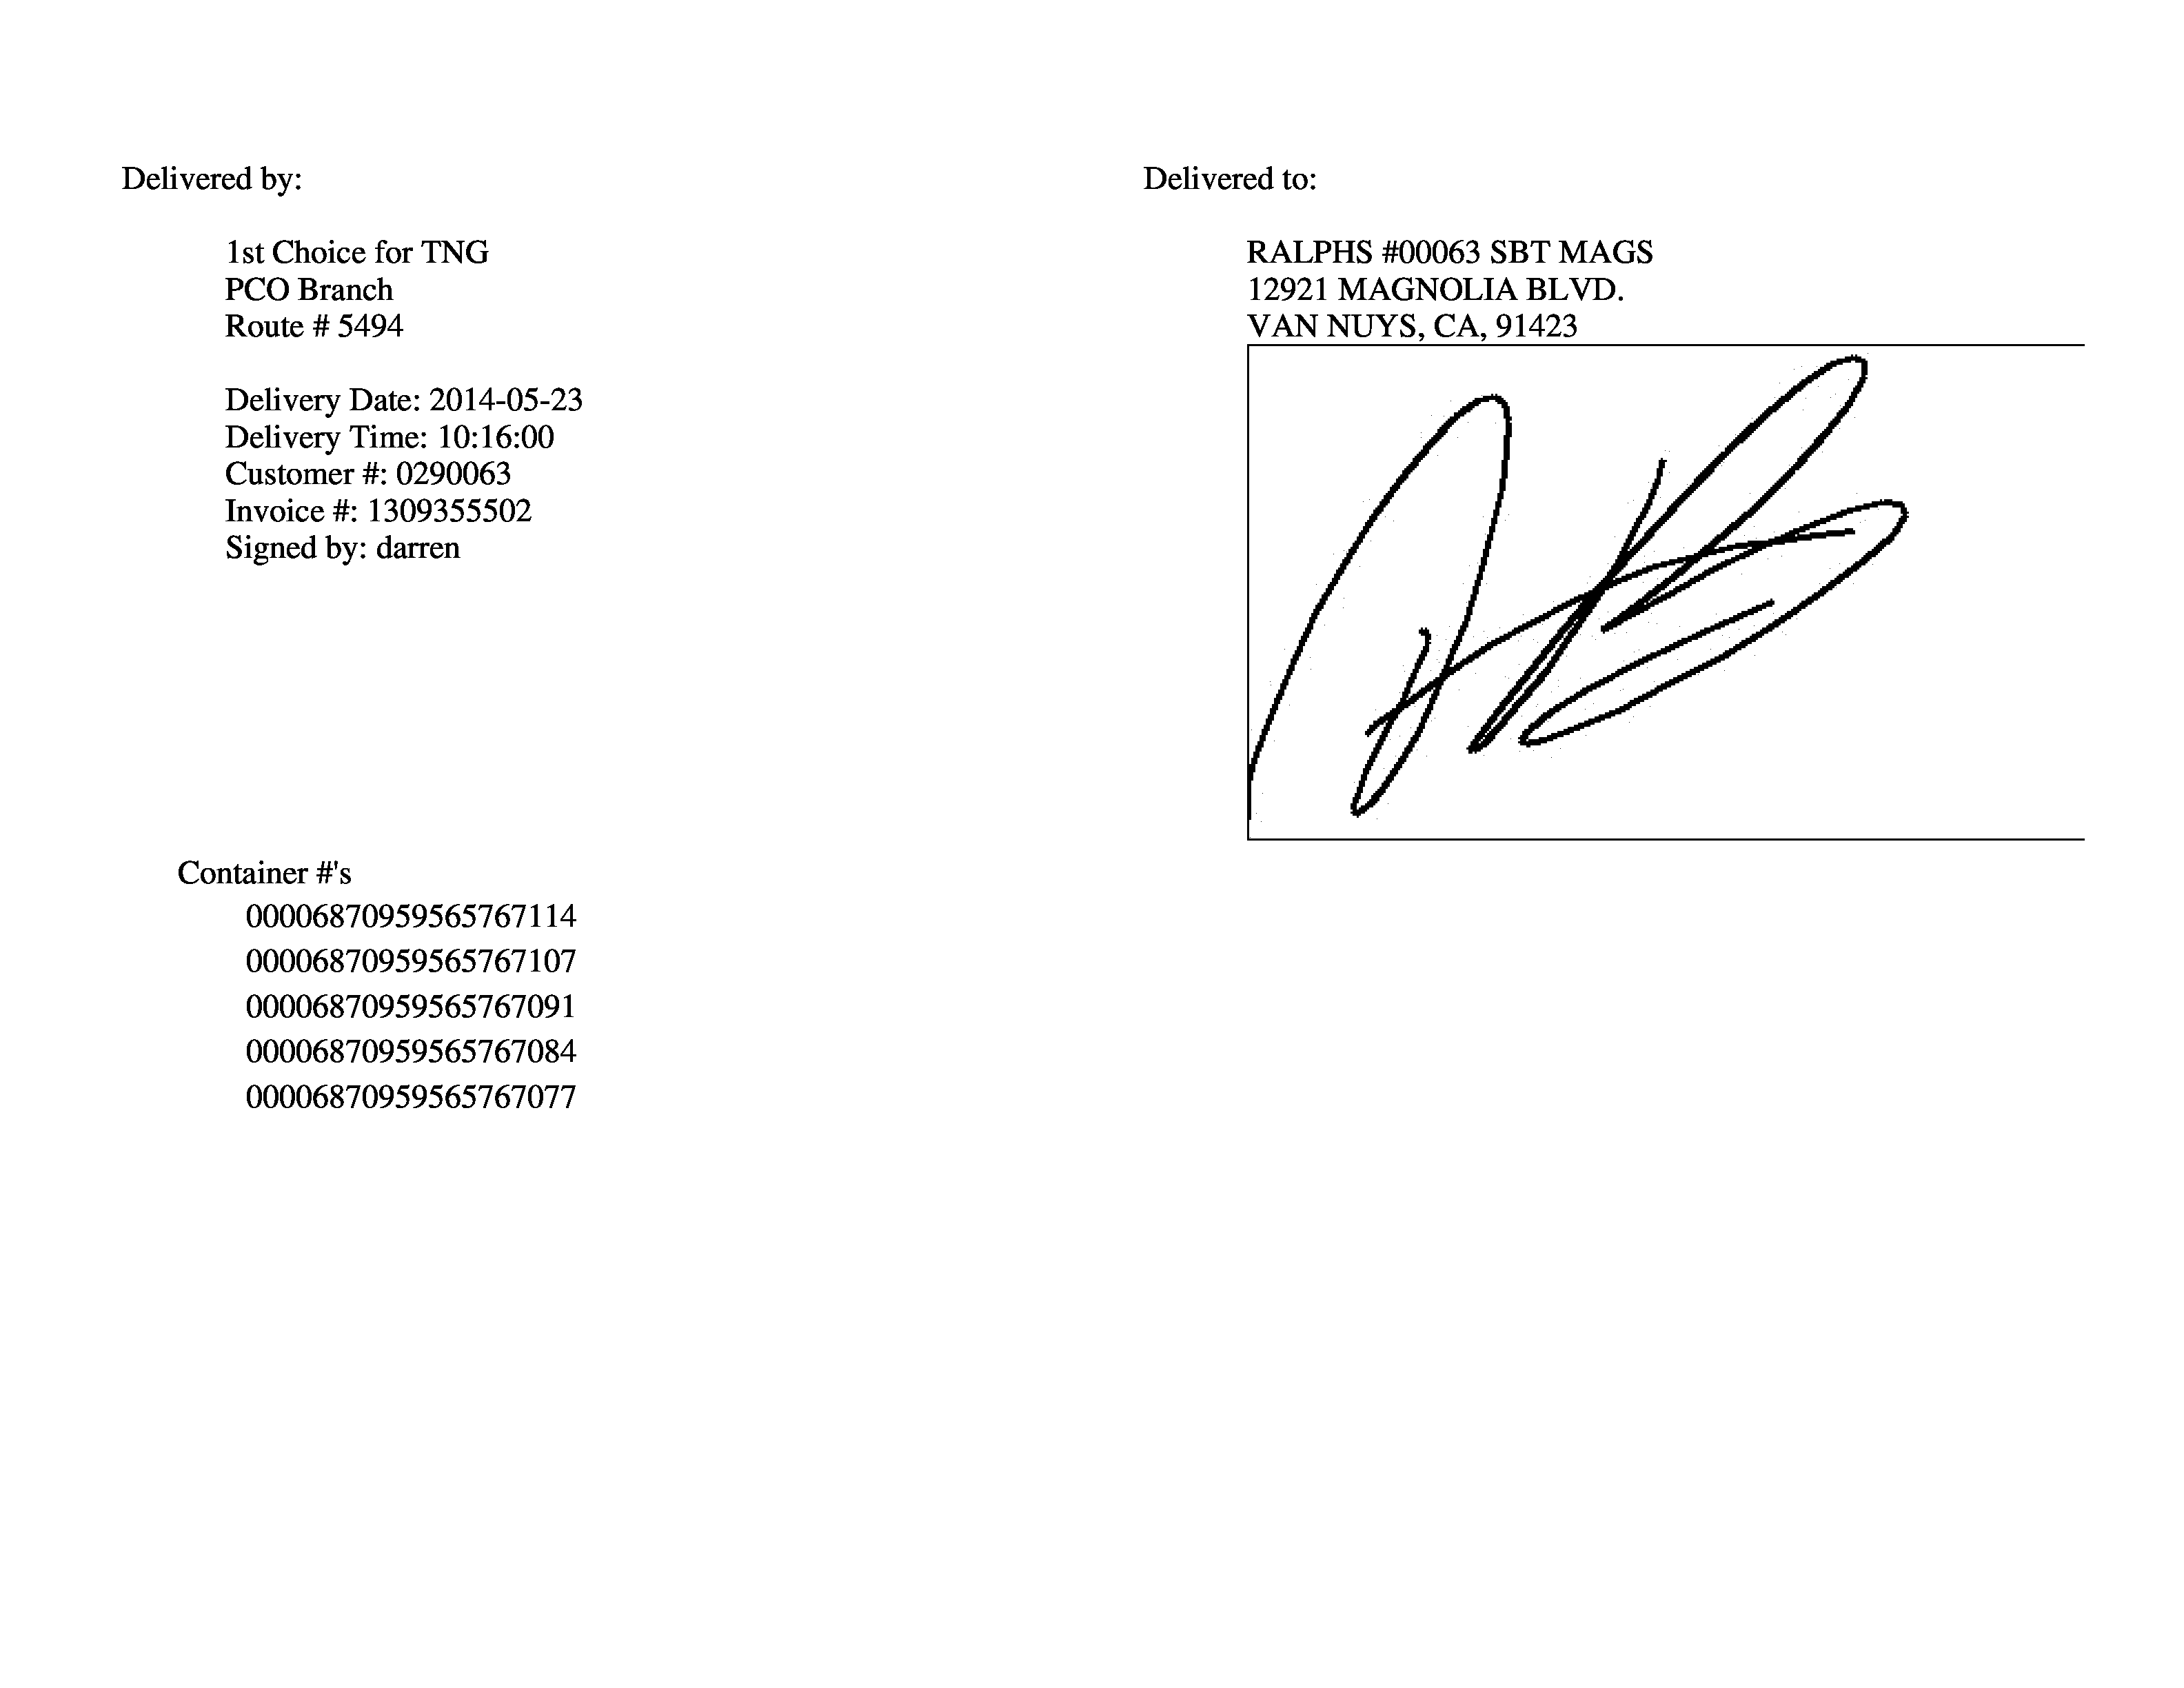 Delivered by:
1st Choice for TNG
PCO Branch
Route # 5494
Delivery Date: 2014-05-23
Delivery Time: 10:16:00
Customer #: 0290063
Invoice #: 1309355502
Signed by: darren
Delivered to:
RALPHS #00063 SBT MAGS
12921 MAGNOLIA BLVD.
VAN NUYS, CA, 91423
Container #'s
00006870959565767114
00006870959565767107
00006870959565767091
00006870959565767084
00006870959565767077